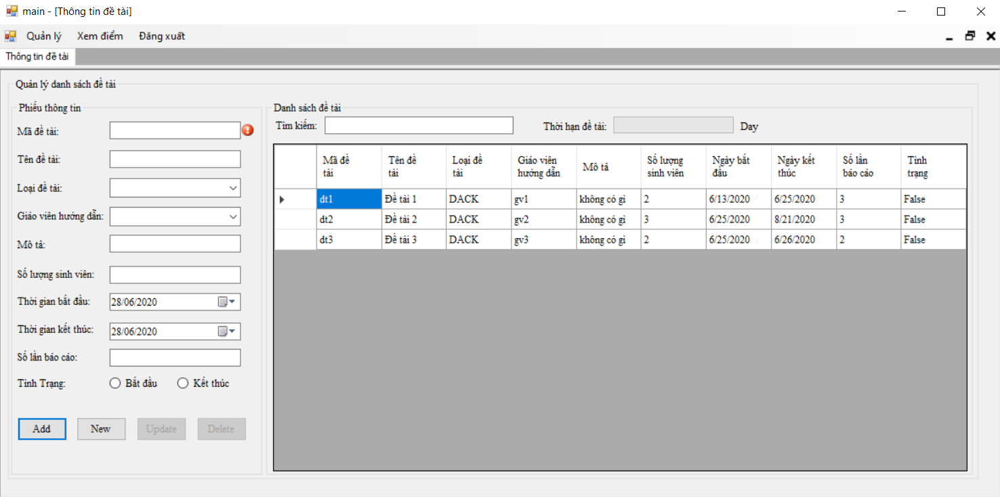 main - [Thông tin đề tài]
Quản lý Xem điểm Đăng xuất
Thông tin đề tài
Quản lý danh sách đề tài
Phiếu thông tin
Mã đề tài:
Tên đề tài:
Loại đề tài:
Giáo viên hướng dẫn:
Mô tả:
Số lượng sinh viên:
Thời gian bắt đầu: 28/06/2020
Thời gian kết thúc: 28/06/2020
Số lần báo cáo:
Tình Trạng: Bắt đầu Kết thúc
Add New Update Delete
Danh sách đề tài
Tìm kiếm: Thời hạn đề tài: Day
Mã đề tài Tên đề tài Loại đề tài Giáo viên hướng dẫn Mô tả Số lượng sinh viên Ngày bắt đầu Ngày kết thúc Số lần báo cáo Tình trạng
dt1 Đề tài 1 DACK gv1 không có gì 2 6/13/2020 6/25/2020 3 False
dt2 Đề tài 2 DACK gv2 không có gì 3 6/25/2020 8/21/2020 3 False
dt3 Đề tài 3 DACK gv3 không có gì 2 6/25/2020 6/26/2020 2 False